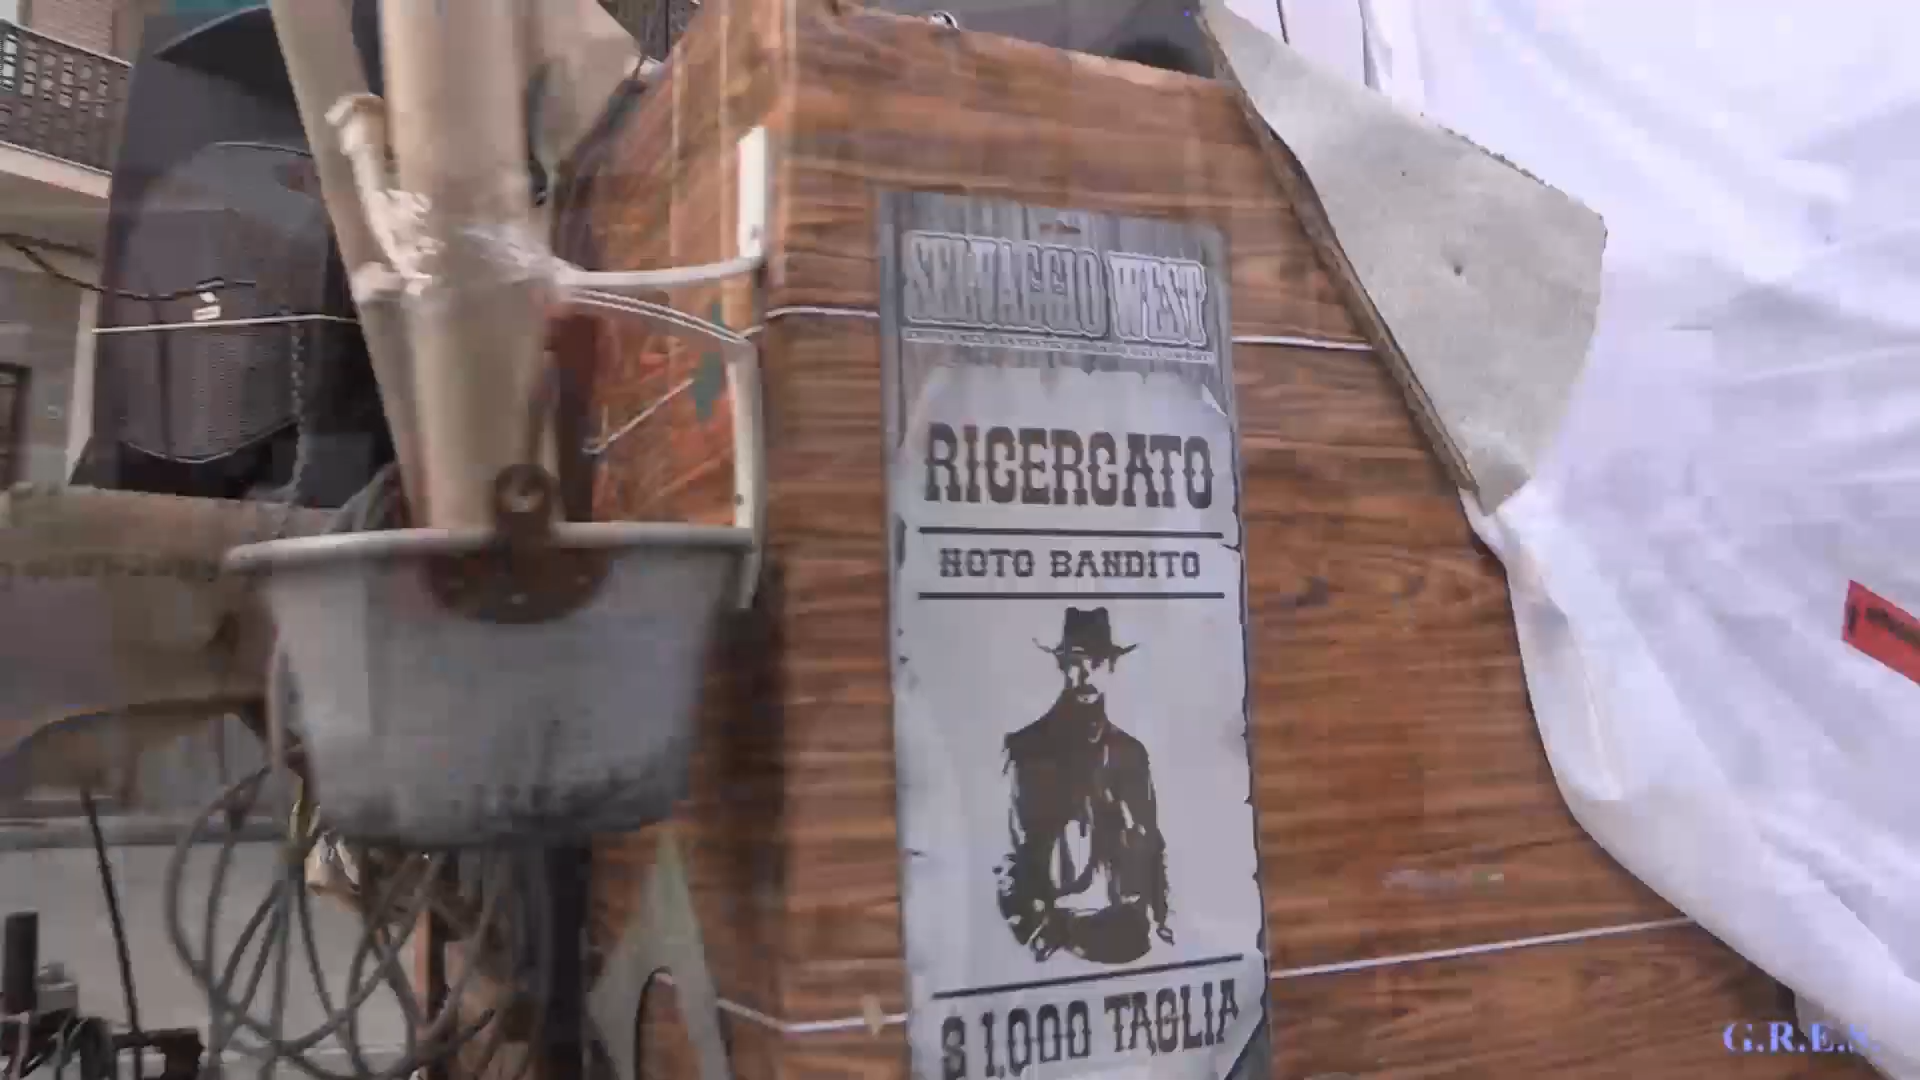 SELVAGGIO WEST
RICERCATO
NOTO BANDITO
$ 1.000 TAGLIA
G.R.E.S.